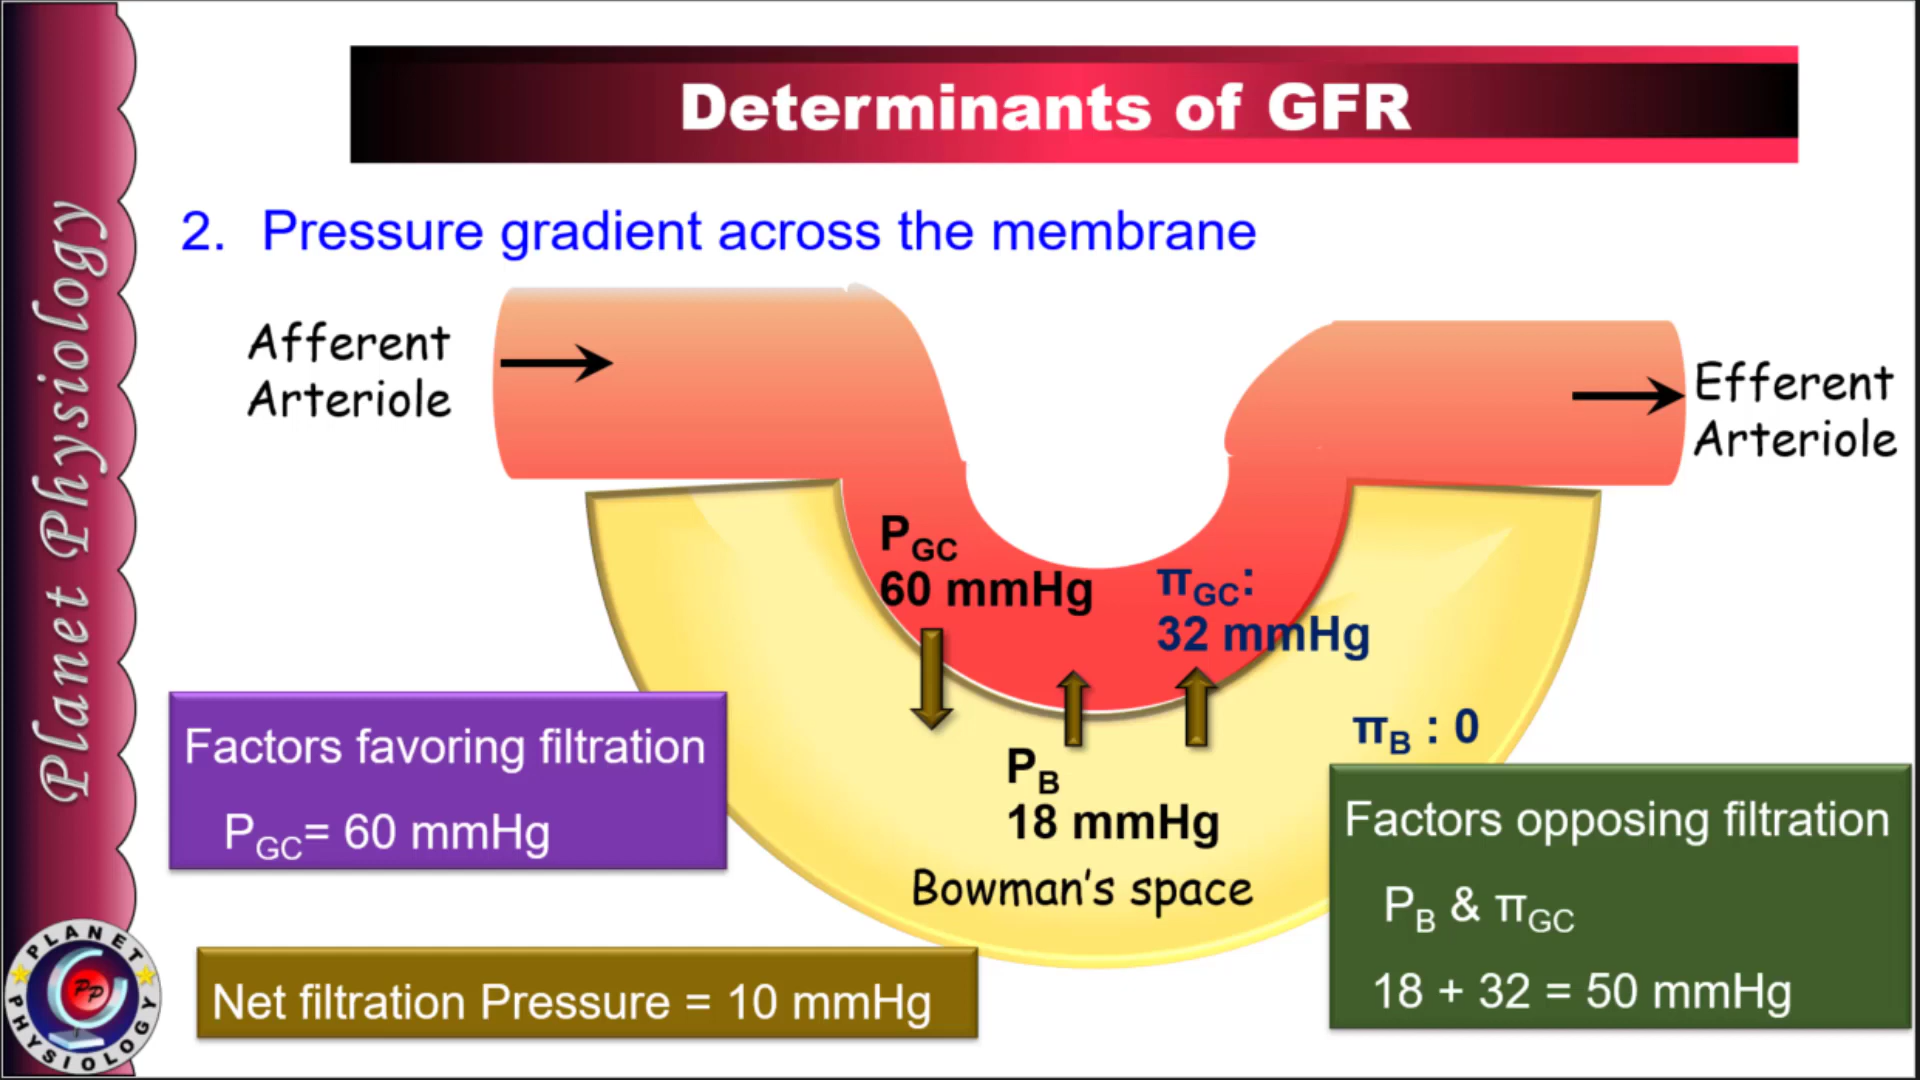 Determinants of GFR
2. Pressure gradient across the membrane
Afferent
Arteriole
Efferent
Arteriole
PGC
60 mmHg
πGC:
32 mmHg
πB : 0
PB
18 mmHg
Bowman's space
Factors favoring filtration
PGC= 60 mmHg
Factors opposing filtration
PB & πGC
18 + 32 = 50 mmHg
Net filtration Pressure = 10 mmHg
Planet Physiology
PLANET
PP
PHYSIOLOGY